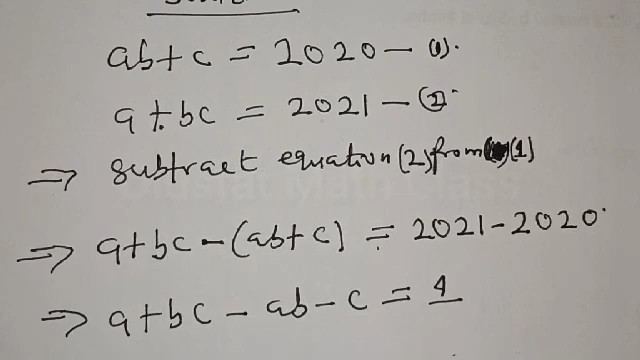 ab+c = 2020 — (1).
a+bc = 2021 — (2).
⇒ subtract equation (2) from (1)
⇒ a+bc-(ab+c) = 2021-2020.
⇒ a+bc - ab - c = 1